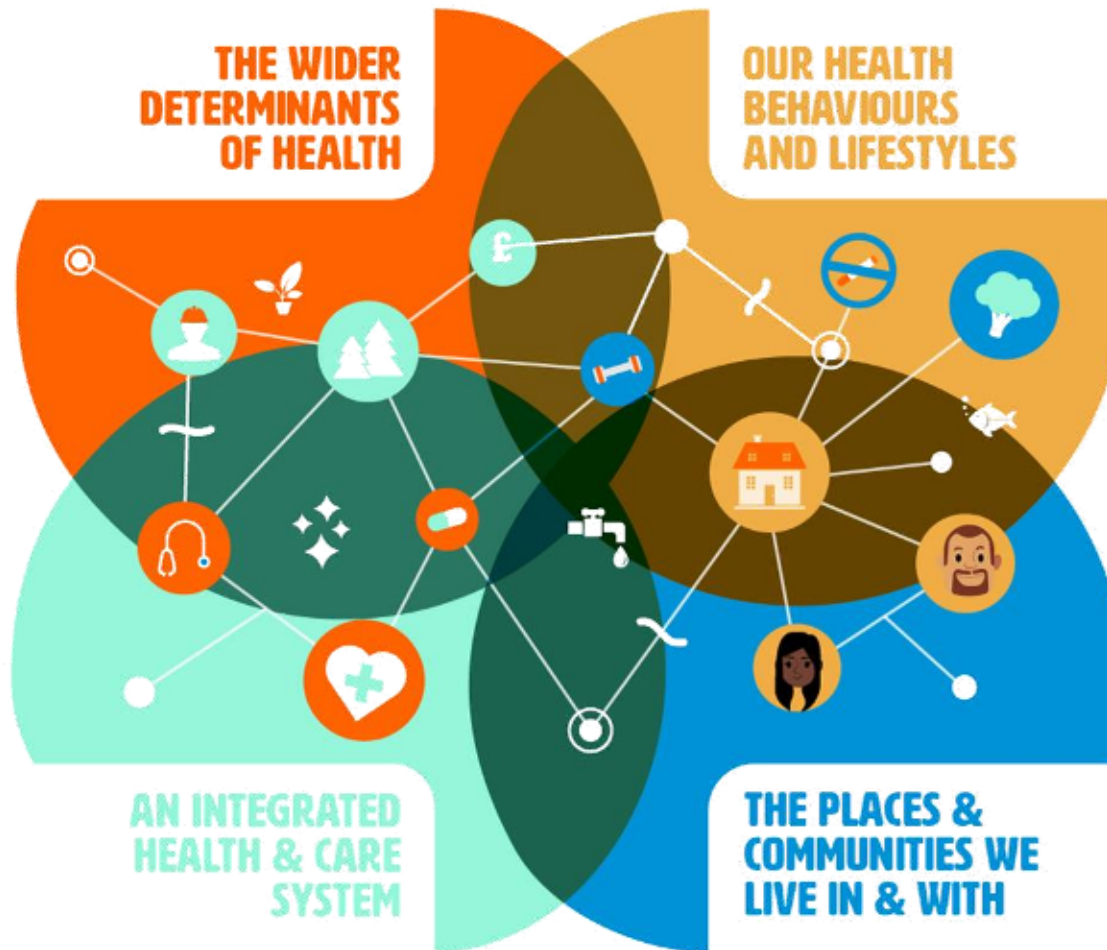 THE WIDER
DETERMINANTS
OF HEALTH
OUR HEALTH
BEHAVIOURS
AND LIFESTYLES
£
AN INTEGRATED
HEALTH & CARE
SYSTEM
THE PLACES &
COMMUNITIES WE
LIVE IN & WITH